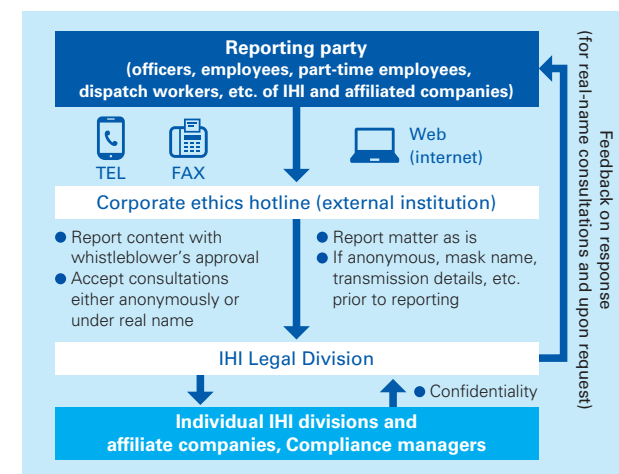 Reporting party
(officers, employees, part-time employees,
dispatch workers, etc. of IHI and affiliated companies)
TEL
FAX
Web
(internet)
Corporate ethics hotline (external institution)
● Report content with
whistleblower's approval
● Accept consultations
either anonymously or
under real name
● Report matter as is
● If anonymous, mask name,
transmission details, etc.
prior to reporting
IHI Legal Division
● Confidentiality
Individual IHI divisions and
affiliate companies, Compliance managers
Feedback on response
(for real-name consultations and upon request)